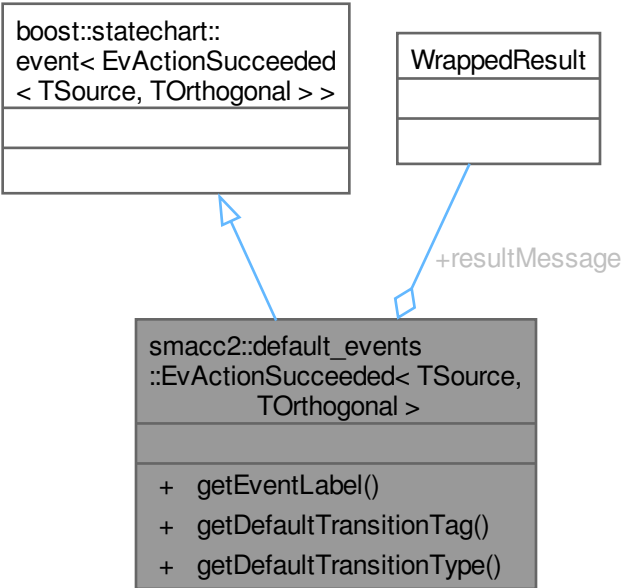 boost::statechart::
event< EvActionSucceeded
< TSource, TOrthogonal > >
WrappedResult
+resultMessage
smacc2::default_events
::EvActionSucceeded< TSource,
TOrthogonal >
+ getEventLabel()
+ getDefaultTransitionTag()
+ getDefaultTransitionType()